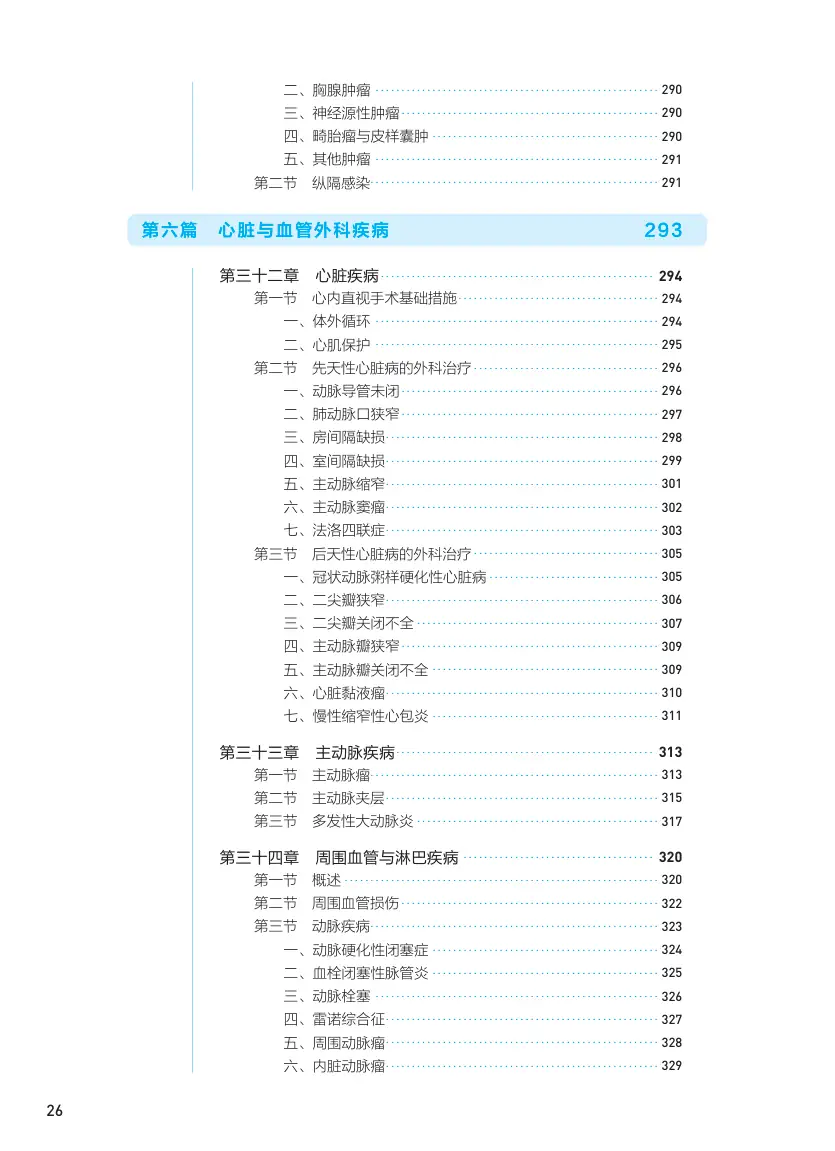 二、胸腺肿瘤 290
三、神经源性肿瘤 290
四、畸胎瘤与皮样囊肿 290
五、其他肿瘤 291
第二节 纵隔感染 291
第六篇 心脏与血管外科疾病 293
第三十二章 心脏疾病 294
第一节 心内直视手术基础措施 294
一、体外循环 294
二、心肌保护 295
第二节 先天性心脏病的外科治疗 296
一、动脉导管未闭 296
二、肺动脉口狭窄 297
三、房间隔缺损 298
四、室间隔缺损 299
五、主动脉缩窄 301
六、主动脉窦瘤 302
七、法洛四联症 303
第三节 后天性心脏病的外科治疗 305
一、冠状动脉粥样硬化性心脏病 305
二、二尖瓣狭窄 306
三、二尖瓣关闭不全 307
四、主动脉瓣狭窄 309
五、主动脉瓣关闭不全 309
六、心脏黏液瘤 310
七、慢性缩窄性心包炎 311
第三十三章 主动脉疾病 313
第一节 主动脉瘤 313
第二节 主动脉夹层 315
第三节 多发性大动脉炎 317
第三十四章 周围血管与淋巴疾病 320
第一节 概述 320
第二节 周围血管损伤 322
第三节 动脉疾病 323
一、动脉硬化性闭塞症 324
二、血栓闭塞性脉管炎 325
三、动脉栓塞 326
四、雷诺综合征 327
五、周围动脉瘤 328
六、内脏动脉瘤 329
26